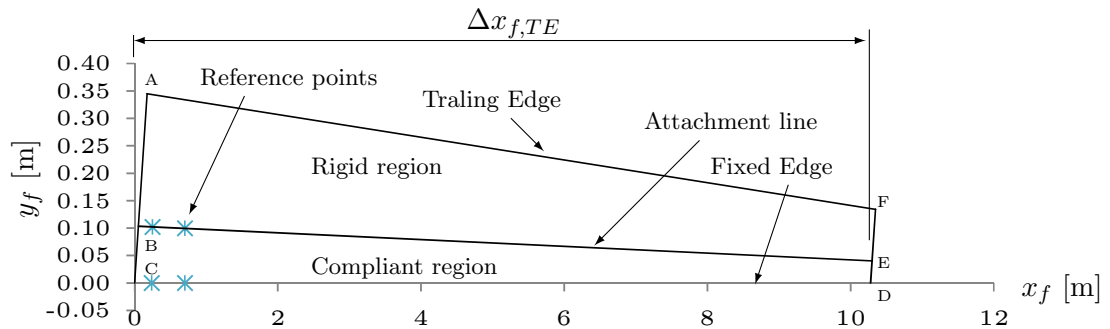 Δx_{f,TE}
0.40
A
Reference points
0.35
Traling Edge
0.30
Attachment line
0.25
Rigid region
Fixed Edge
0.20
y_f [m]
0.15
F
0.10
B
0.05
C
Compliant region
E
0.00
D
x_f [m]
-0.05
0 2 4 6 8 10 12